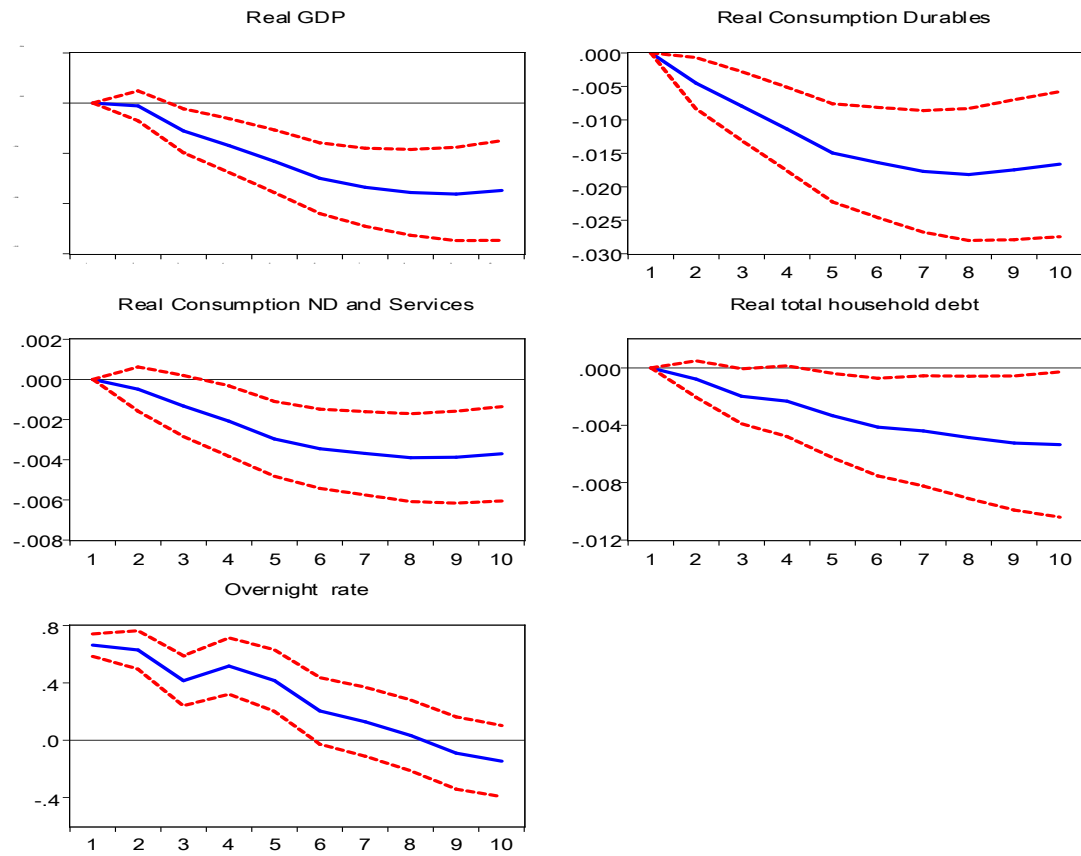 Real GDP
Real Consumption Durables
.000
-.005
-.010
-.015
-.020
-.025
-.030
1 2 3 4 5 6 7 8 9 10
Real Consumption ND and Services
.002
.000
-.002
-.004
-.006
-.008
1 2 3 4 5 6 7 8 9 10
Real total household debt
.000
-.004
-.008
-.012
1 2 3 4 5 6 7 8 9 10
Overnight rate
.8
.4
.0
-.4
1 2 3 4 5 6 7 8 9 10